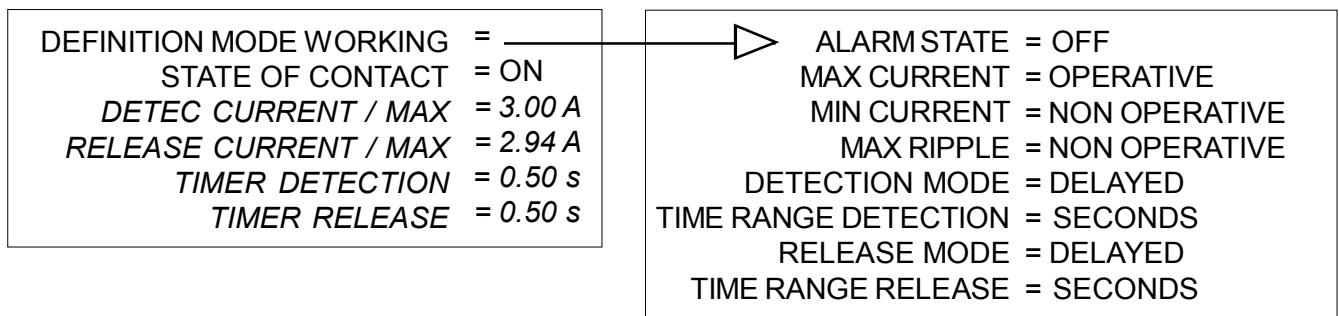 DEFINITION MODE WORKING =
STATE OF CONTACT = ON
DETEC CURRENT / MAX = 3.00 A
RELEASE CURRENT / MAX = 2.94 A
TIMER DETECTION = 0.50 s
TIMER RELEASE = 0.50 s
ALARM STATE = OFF
MAX CURRENT = OPERATIVE
MIN CURRENT = NON OPERATIVE
MAX RIPPLE = NON OPERATIVE
DETECTION MODE = DELAYED
TIME RANGE DETECTION = SECONDS
RELEASE MODE = DELAYED
TIME RANGE RELEASE = SECONDS